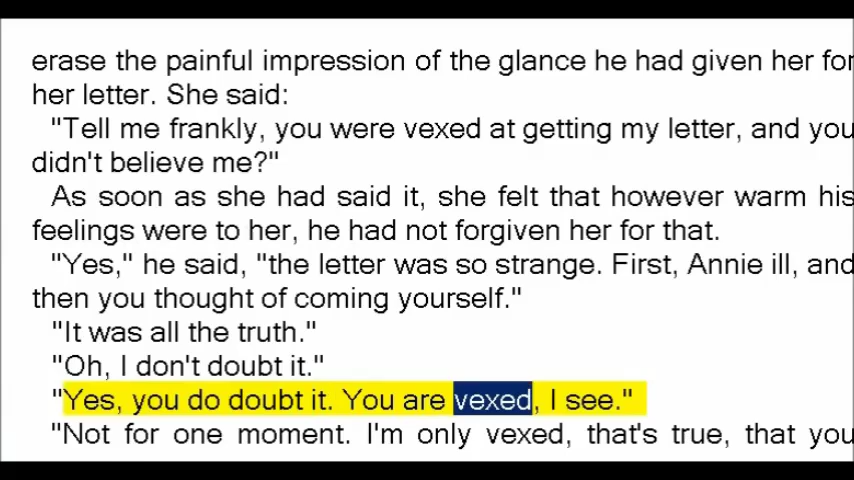 erase the painful impression of the glance he had given her for
her letter. She said:
"Tell me frankly, you were vexed at getting my letter, and you
didn't believe me?"
As soon as she had said it, she felt that however warm his
feelings were to her, he had not forgiven her for that.
"Yes," he said, "the letter was so strange. First, Annie ill, and
then you thought of coming yourself."
"It was all the truth."
"Oh, I don't doubt it."
"Yes, you do doubt it. You are vexed, I see."
"Not for one moment. I'm only vexed, that's true, that you